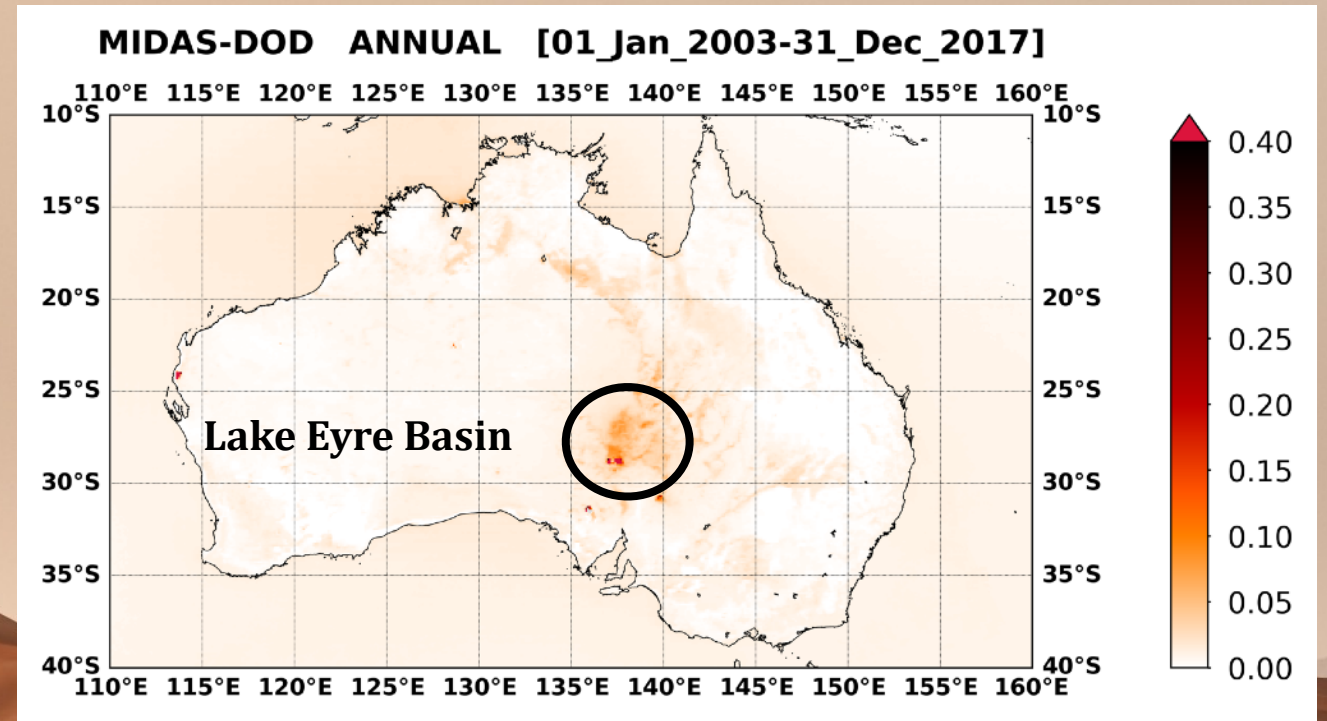 MIDAS-DOD ANNUAL [01_Jan_2003-31_Dec_2017]
110°E 115°E 120°E 125°E 130°E 135°E 140°E 145°E 150°E 155°E 160°E
10°S 10°S 0.40
0.35
15°S 15°S
0.30
20°S 20°S
0.25
25°S 25°S
0.20
Lake Eyre Basin
0.15
30°S 30°S
0.10
35°S 35°S
0.05
40°S 40°S 0.00
110°E 115°E 120°E 125°E 130°E 135°E 140°E 145°E 150°E 155°E 160°E